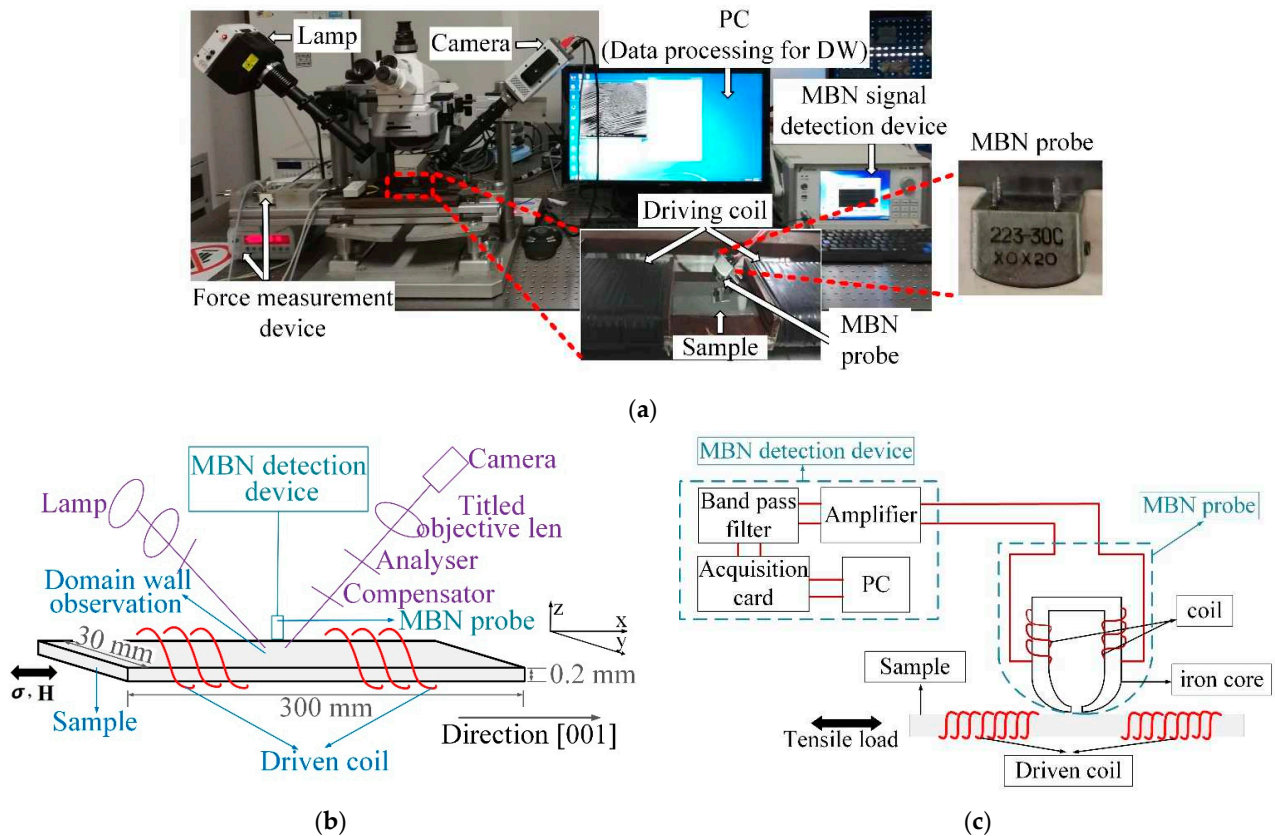 Lamp
Camera
PC
(Data processing for DW)
MBN signal
detection device
MBN probe
Driving coil
223-30C
X0X20
Force measurement
device
Sample
MBN
probe
(a)
MBN detection
device
Camera
Lamp
Titled
objective len
Analyser
Compensator
Domain wall
observation
MBN probe
z
x
y
30 mm
0.2 mm
σ, H
300 mm
Sample
Direction [001]
Driven coil
(b)
MBN detection device
Band pass
filter
Amplifier
MBN probe
Acquisition
card
PC
coil
Sample
iron core
Tensile load
Driven coil
(c)